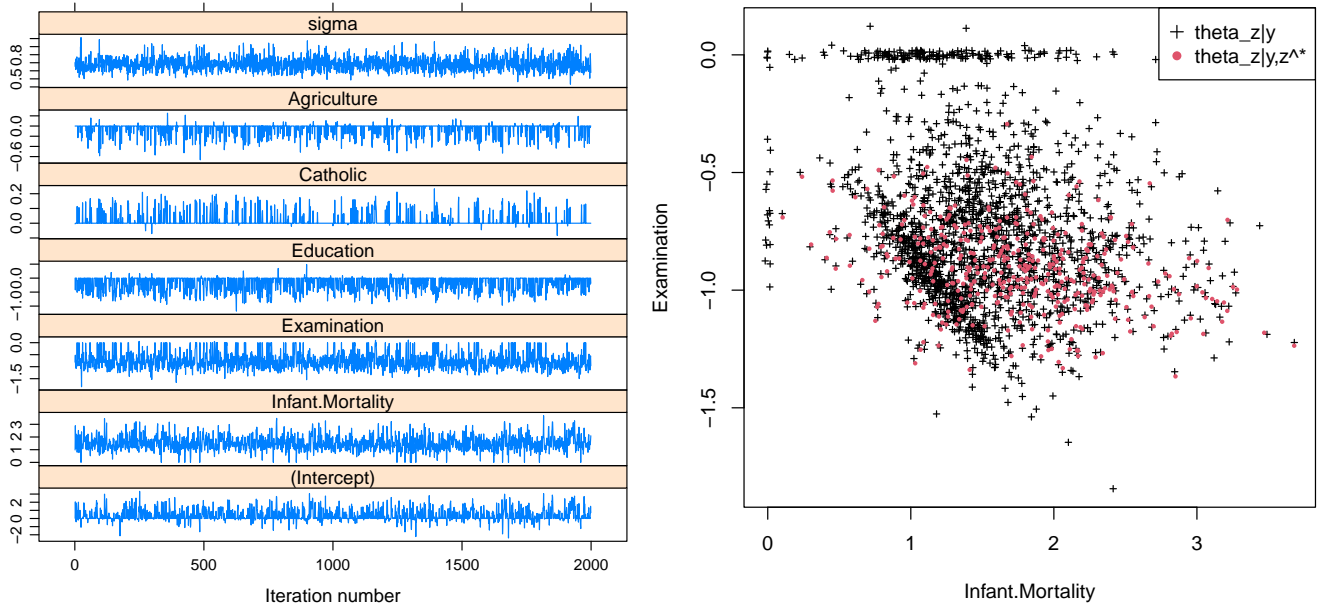 sigma
0.5 0.8
Agriculture
−0.6 0.0
Catholic
0.0 0.2
Education
−1.0 0.0
Examination
−1.5 0.0
Infant.Mortality
0 1 2 3
(Intercept)
−2 0 2
0 500 1000 1500 2000
Iteration number
theta_z|y
theta_z|y,z^*
0.0
−0.5
−1.0
−1.5
Examination
0 1 2 3
Infant.Mortality